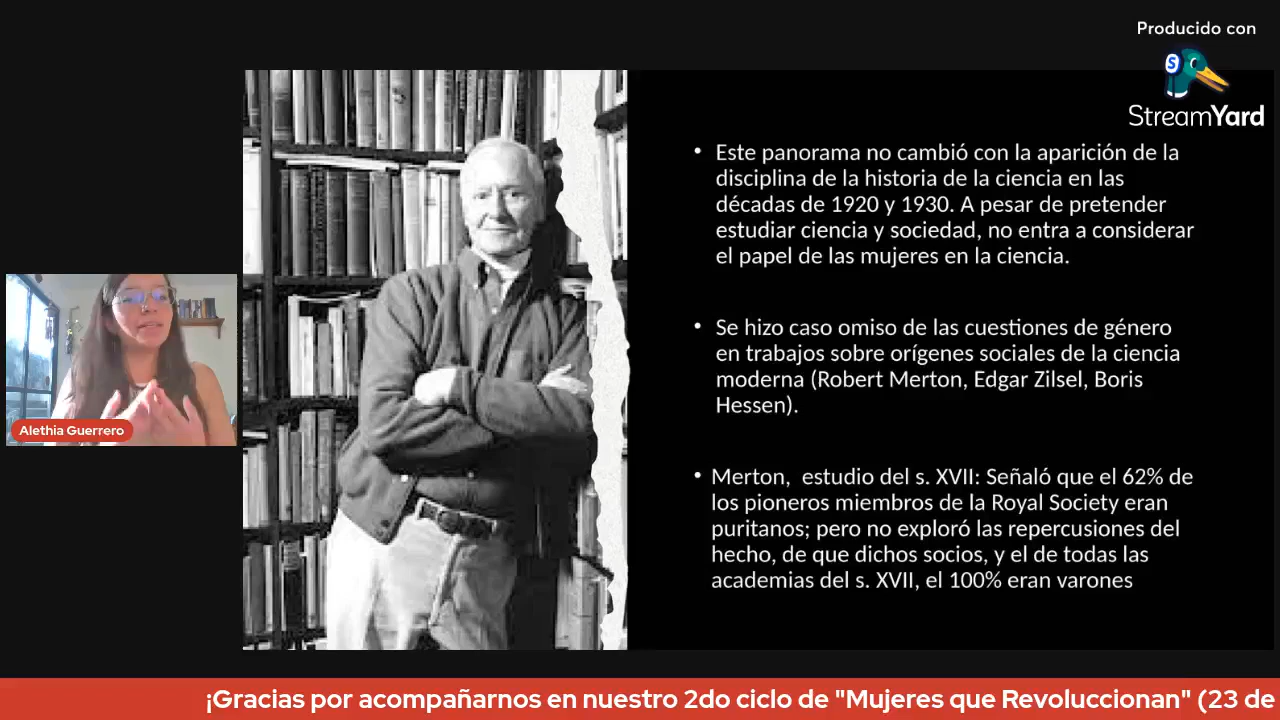 Producido con
S
StreamYard
• Este panorama no cambió con la aparición de la
disciplina de la historia de la ciencia en las
décadas de 1920 y 1930. A pesar de pretender
estudiar ciencia y sociedad, no entra a considerar
el papel de las mujeres en la ciencia.
• Se hizo caso omiso de las cuestiones de género
en trabajos sobre orígenes sociales de la ciencia
moderna (Robert Merton, Edgar Zilsel, Boris
Hessen).
• Merton,  estudio del s. XVII: Señaló que el 62% de
los pioneros miembros de la Royal Society eran
puritanos; pero no exploró las repercusiones del
hecho, de que dichos socios, y el de todas las
academias del s. XVII, el 100% eran varones
Alethia Guerrero
¡Gracias por acompañarnos en nuestro 2do ciclo de "Mujeres que Revoluccionan" (23 de